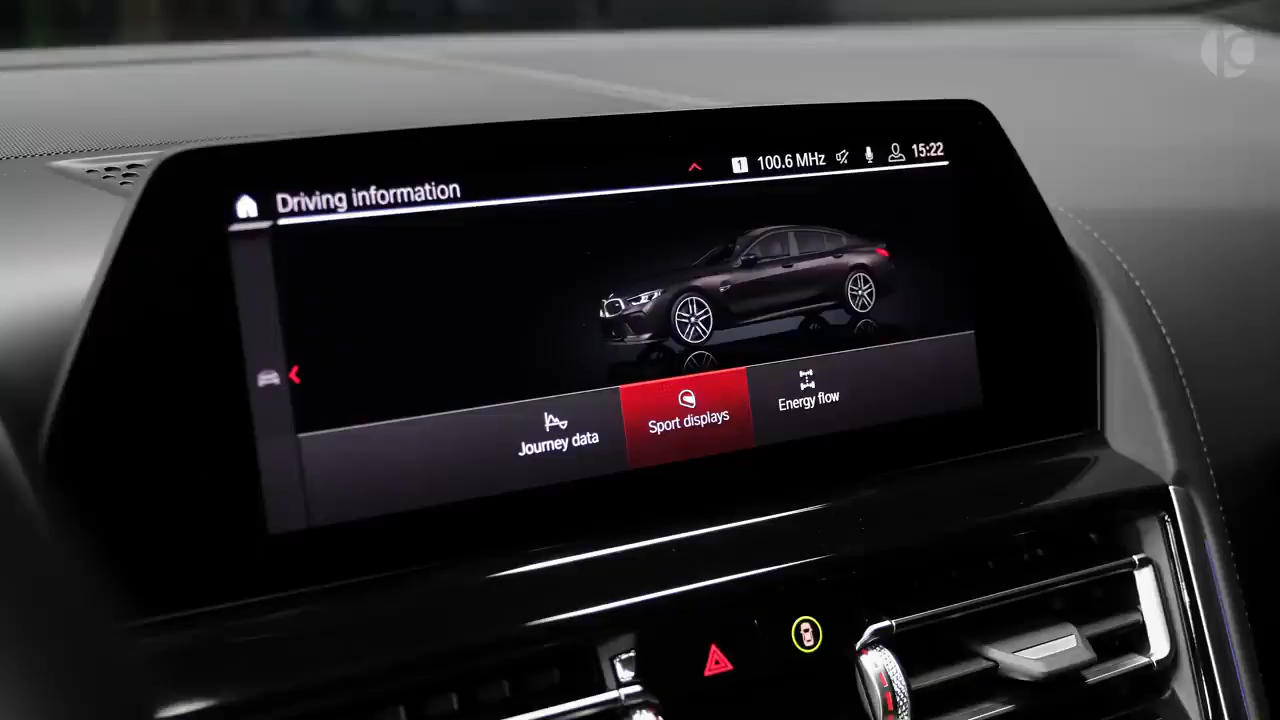 Driving information
1 100.6 MHz 15:22
Journey data
Sport displays
Energy flow